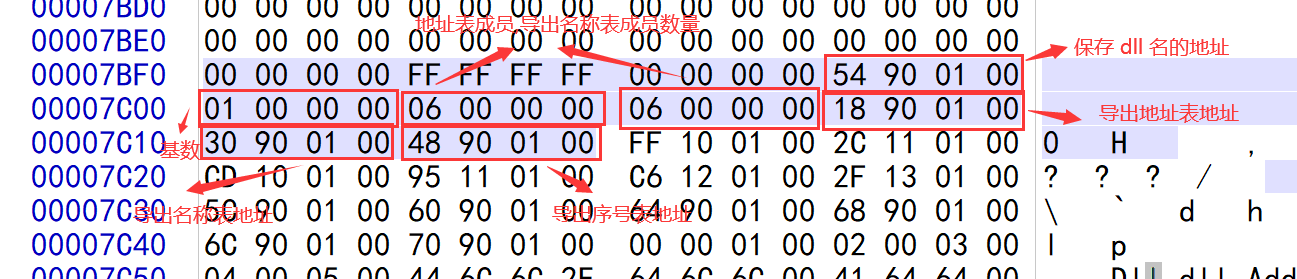 00007BD0 00 00 00 00 00 00 00 00 00 00 00 00 00 00 00 00
地址表成员,导出名称表成员数量
00007BE0 00 00 00 00 00 00 00 00 00 00 00 00 00 00 00 00
保存 dll 名的地址
00007BF0 00 00 00 00 FF FF FF FF 00 00 00 00 54 90 01 00
00007C00 01 00 00 00 06 00 00 00 06 00 00 00 18 90 01 00
导出地址表地址
00007C10 30 90 01 00 48 90 01 00 FF 10 01 00 2C 11 01 00 0 H ,
基数
00007C20 CD 10 01 00 95 11 01 00 C6 12 01 00 2F 13 01 00 ? ? ? /
00007C30 5C 90 01 00 60 90 01 00 64 90 01 00 68 90 01 00 \ ` d h
导出名称表地址
导出序号表地址
00007C40 6C 90 01 00 70 90 01 00 00 00 01 00 02 00 03 00 l p
00007C50 04 00 05 00 44 6C 6C 2E 64 6C 6C 00 41 64 64 00